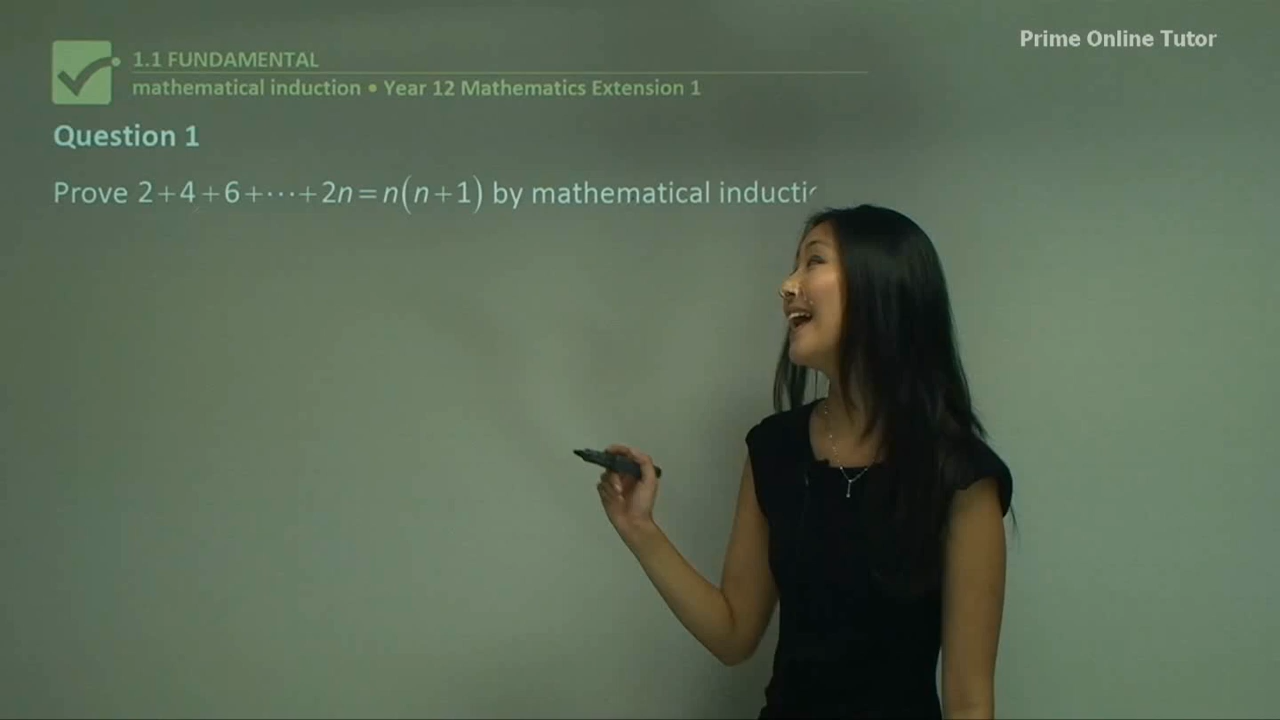 Prime Online Tutor
1.1 FUNDAMENTAL
mathematical induction • Year 12 Mathematics Extension 1
Question 1
Prove 2+4+6+⋯+2n=n(n+1) by mathematical